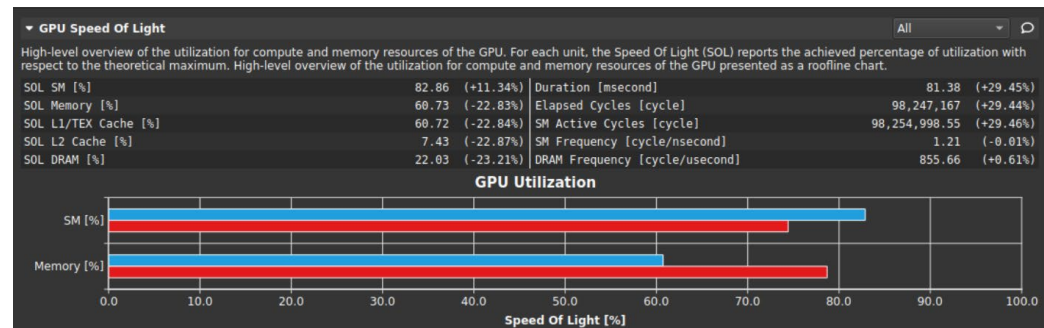 GPU Speed Of Light
All
High-level overview of the utilization for compute and memory resources of the GPU. For each unit, the Speed Of Light (SOL) reports the achieved percentage of utilization with
respect to the theoretical maximum. High-level overview of the utilization for compute and memory resources of the GPU presented as a roofline chart.
SOL SM [%] 82.86 (+11.34%) Duration [msecond] 81.38 (+29.45%)
SOL Memory [%] 60.73 (-22.83%) Elapsed Cycles [cycle] 98,247,167 (+29.44%)
SOL L1/TEX Cache [%] 60.72 (-22.84%) SM Active Cycles [cycle] 98,254,998.55 (+29.46%)
SOL L2 Cache [%] 7.43 (-22.87%) SM Frequency [cycle/nsecond] 1.21 (-0.01%)
SOL DRAM [%] 22.03 (-23.21%) DRAM Frequency [cycle/usecond] 855.66 (+0.61%)
GPU Utilization
SM [%]
Memory [%]
0.0 10.0 20.0 30.0 40.0 50.0 60.0 70.0 80.0 90.0 100.0
Speed Of Light [%]